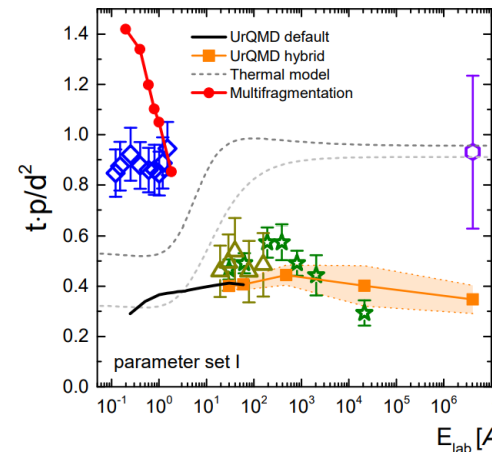 1.4
1.2
1.0
0.8
0.6
0.4
0.2
0.0
t·p/d²
UrQMD default
UrQMD hybrid
Thermal model
Multifragmentation
parameter set I
10⁻¹ 10⁰ 10¹ 10² 10³ 10⁴ 10⁵ 10⁶
E_lab [A